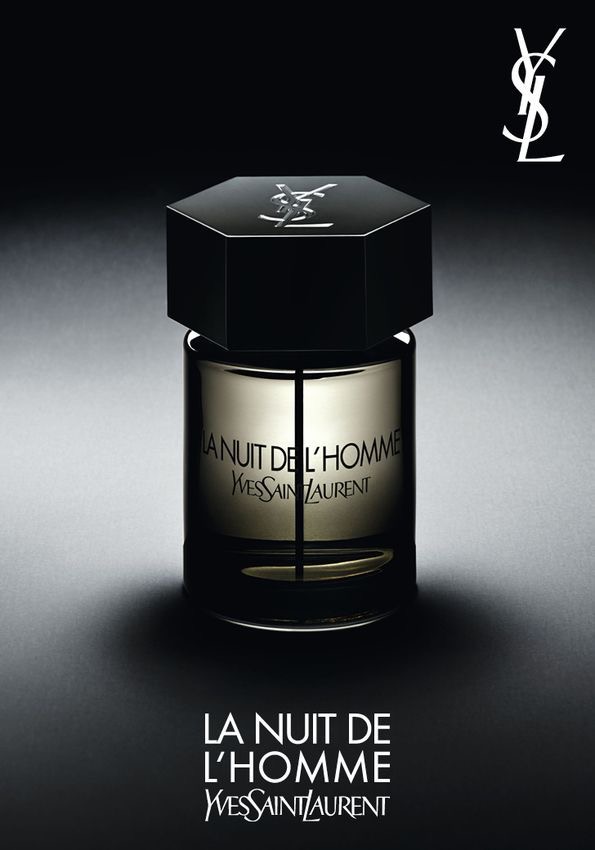 YSL
YSL
LA NUIT DE L'HOMME
YVESSAINTLAURENT
LA NUIT DE
L'HOMME
YVESSAINTLAURENT